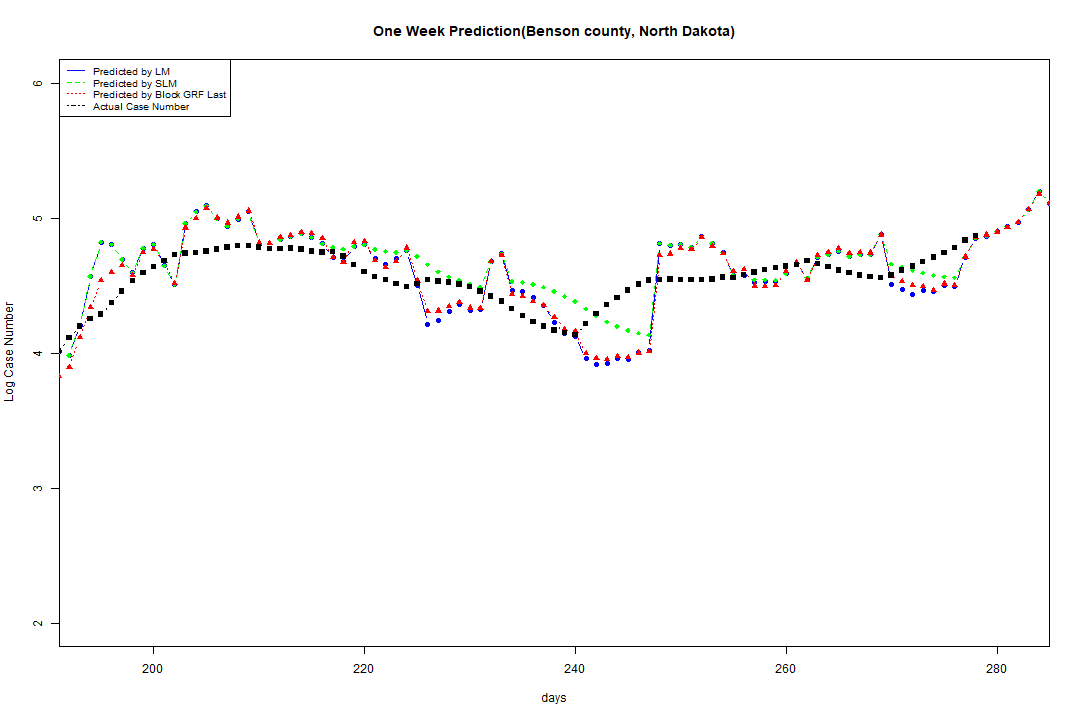 One Week Prediction(Benson county, North Dakota)
Predicted by LM
Predicted by SLM
Predicted by Block GRF Last
Actual Case Number
6
5
4
3
2
Log Case Number
200 220 240 260 280
days